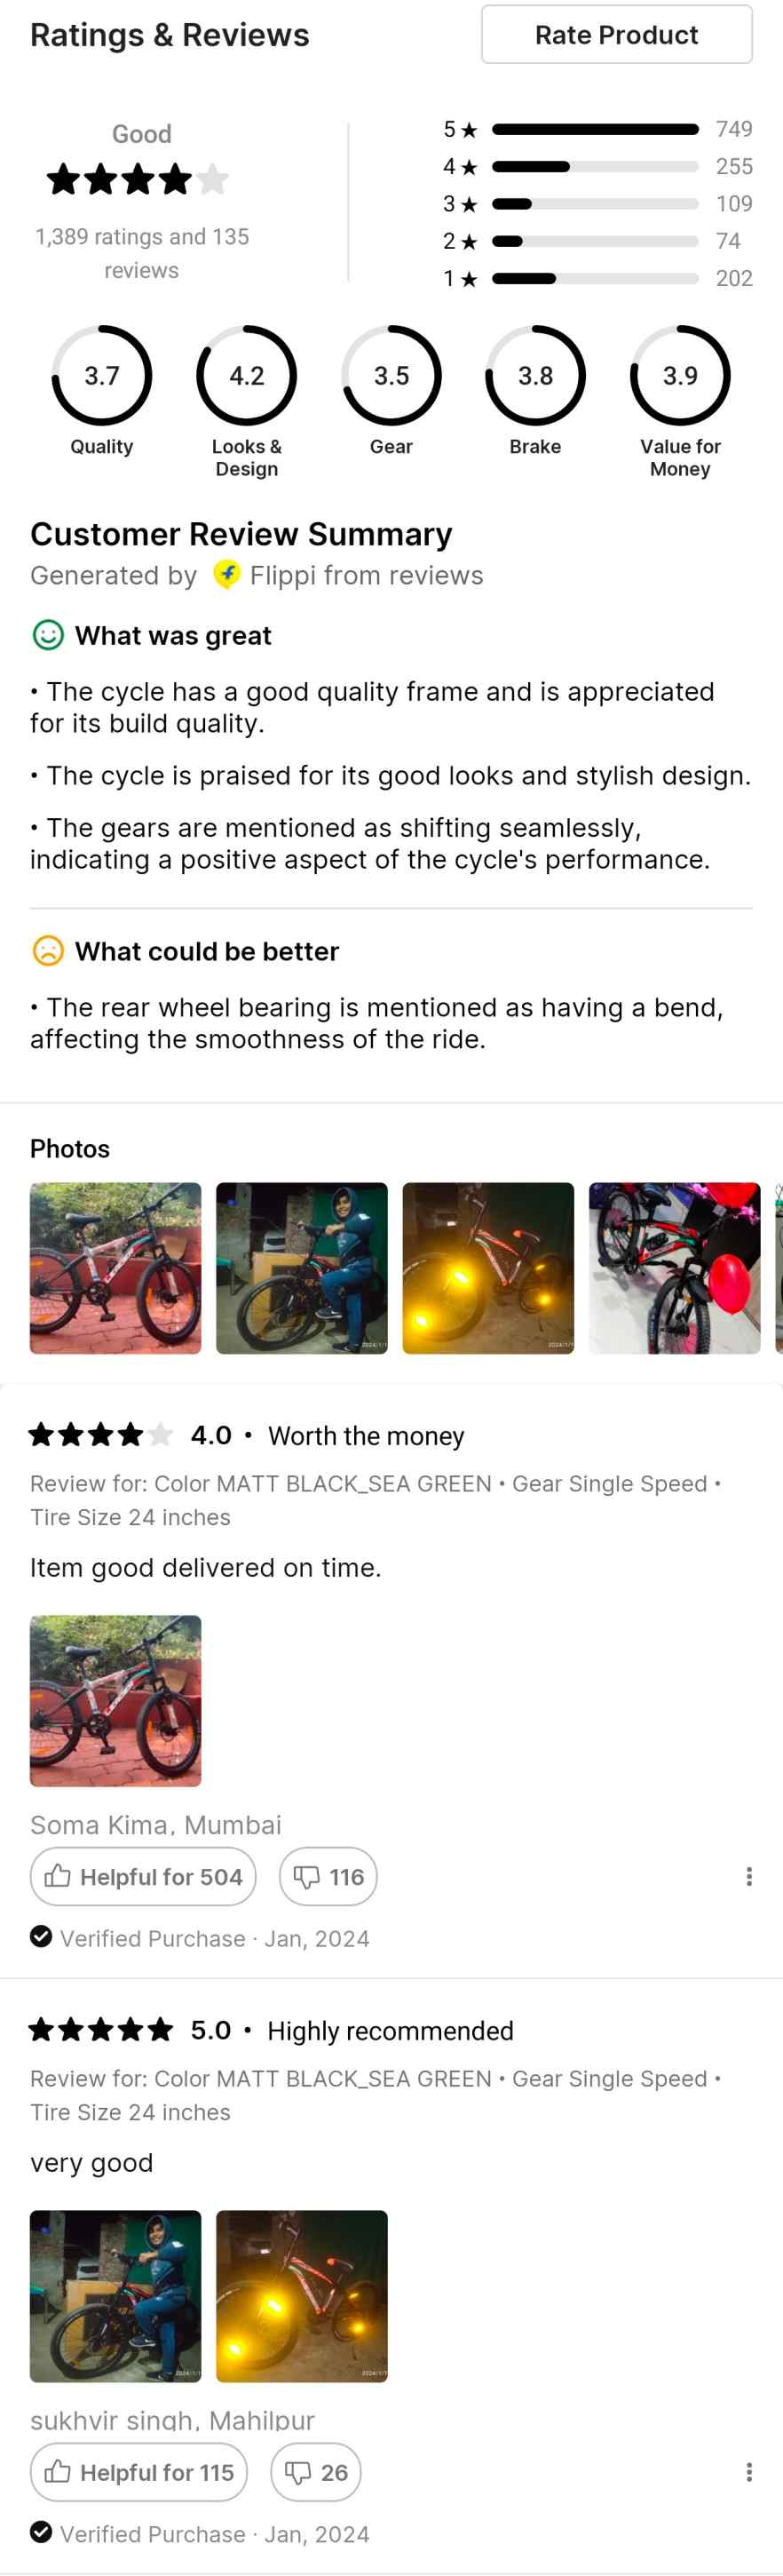 Ratings & Reviews
Rate Product
Good
1,389 ratings and 135
reviews
5★ 749
4★ 255
3★ 109
2★ 74
1★ 202
3.7
Quality
4.2
Looks &
Design
3.5
Gear
3.8
Brake
3.9
Value for
Money
Customer Review Summary
Generated by Flippi from reviews
What was great
• The cycle has a good quality frame and is appreciated
for its build quality.
• The cycle is praised for its good looks and stylish design.
• The gears are mentioned as shifting seamlessly,
indicating a positive aspect of the cycle's performance.
What could be better
• The rear wheel bearing is mentioned as having a bend,
affecting the smoothness of the ride.
Photos
4.0 • Worth the money
Review for: Color MATT BLACK_SEA GREEN • Gear Single Speed •
Tire Size 24 inches
Item good delivered on time.
Soma Kima, Mumbai
Helpful for 504
116
Verified Purchase · Jan, 2024
5.0 • Highly recommended
Review for: Color MATT BLACK_SEA GREEN • Gear Single Speed •
Tire Size 24 inches
very good
sukhvir singh, Mahilpur
Helpful for 115
26
Verified Purchase · Jan, 2024